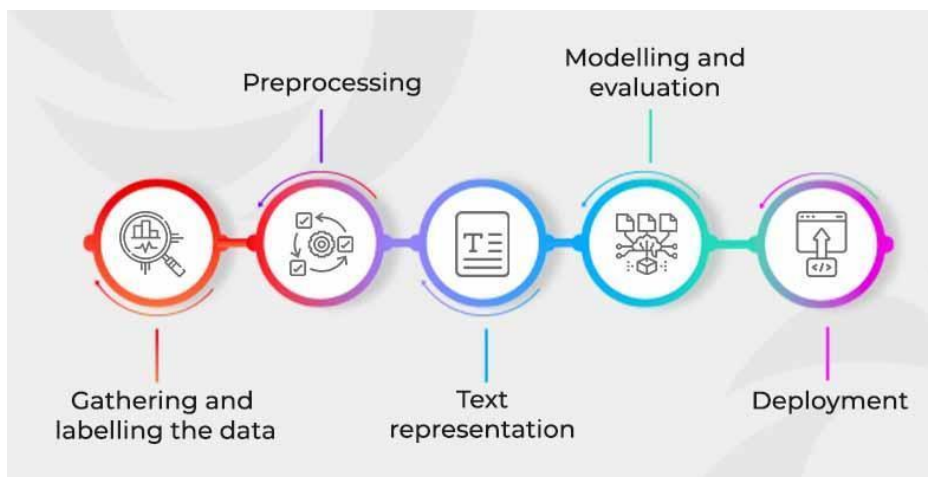 Gathering and
labelling the data
Preprocessing
T
Text
representation
Modelling and
evaluation
</>
Deployment